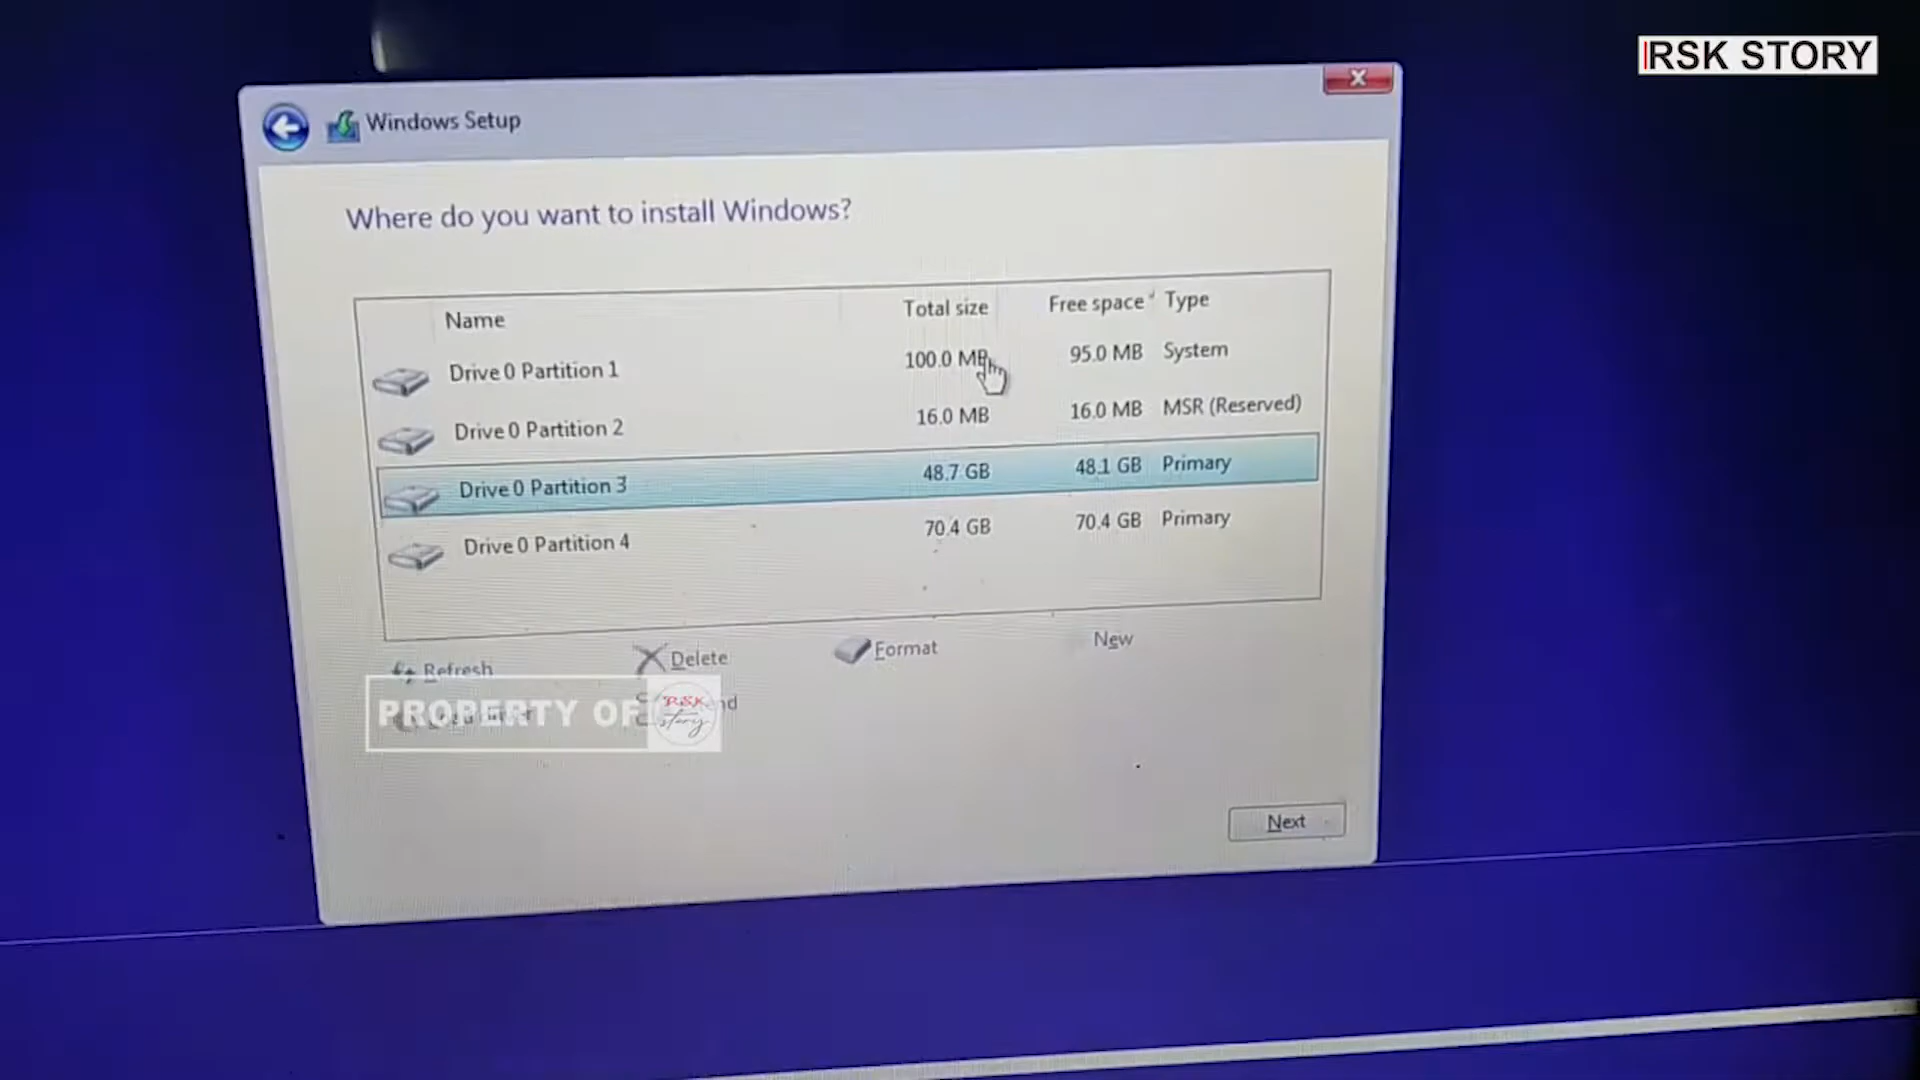 RSK STORY
Windows Setup
Where do you want to install Windows?
Name Total size Free space Type
Drive 0 Partition 1 100.0 MB 95.0 MB System
Drive 0 Partition 2 16.0 MB 16.0 MB MSR (Reserved)
Drive 0 Partition 3 48.7 GB 48.1 GB Primary
Drive 0 Partition 4 70.4 GB 70.4 GB Primary
Refresh Delete Format New
PROPERTY OF RSK
story
Next